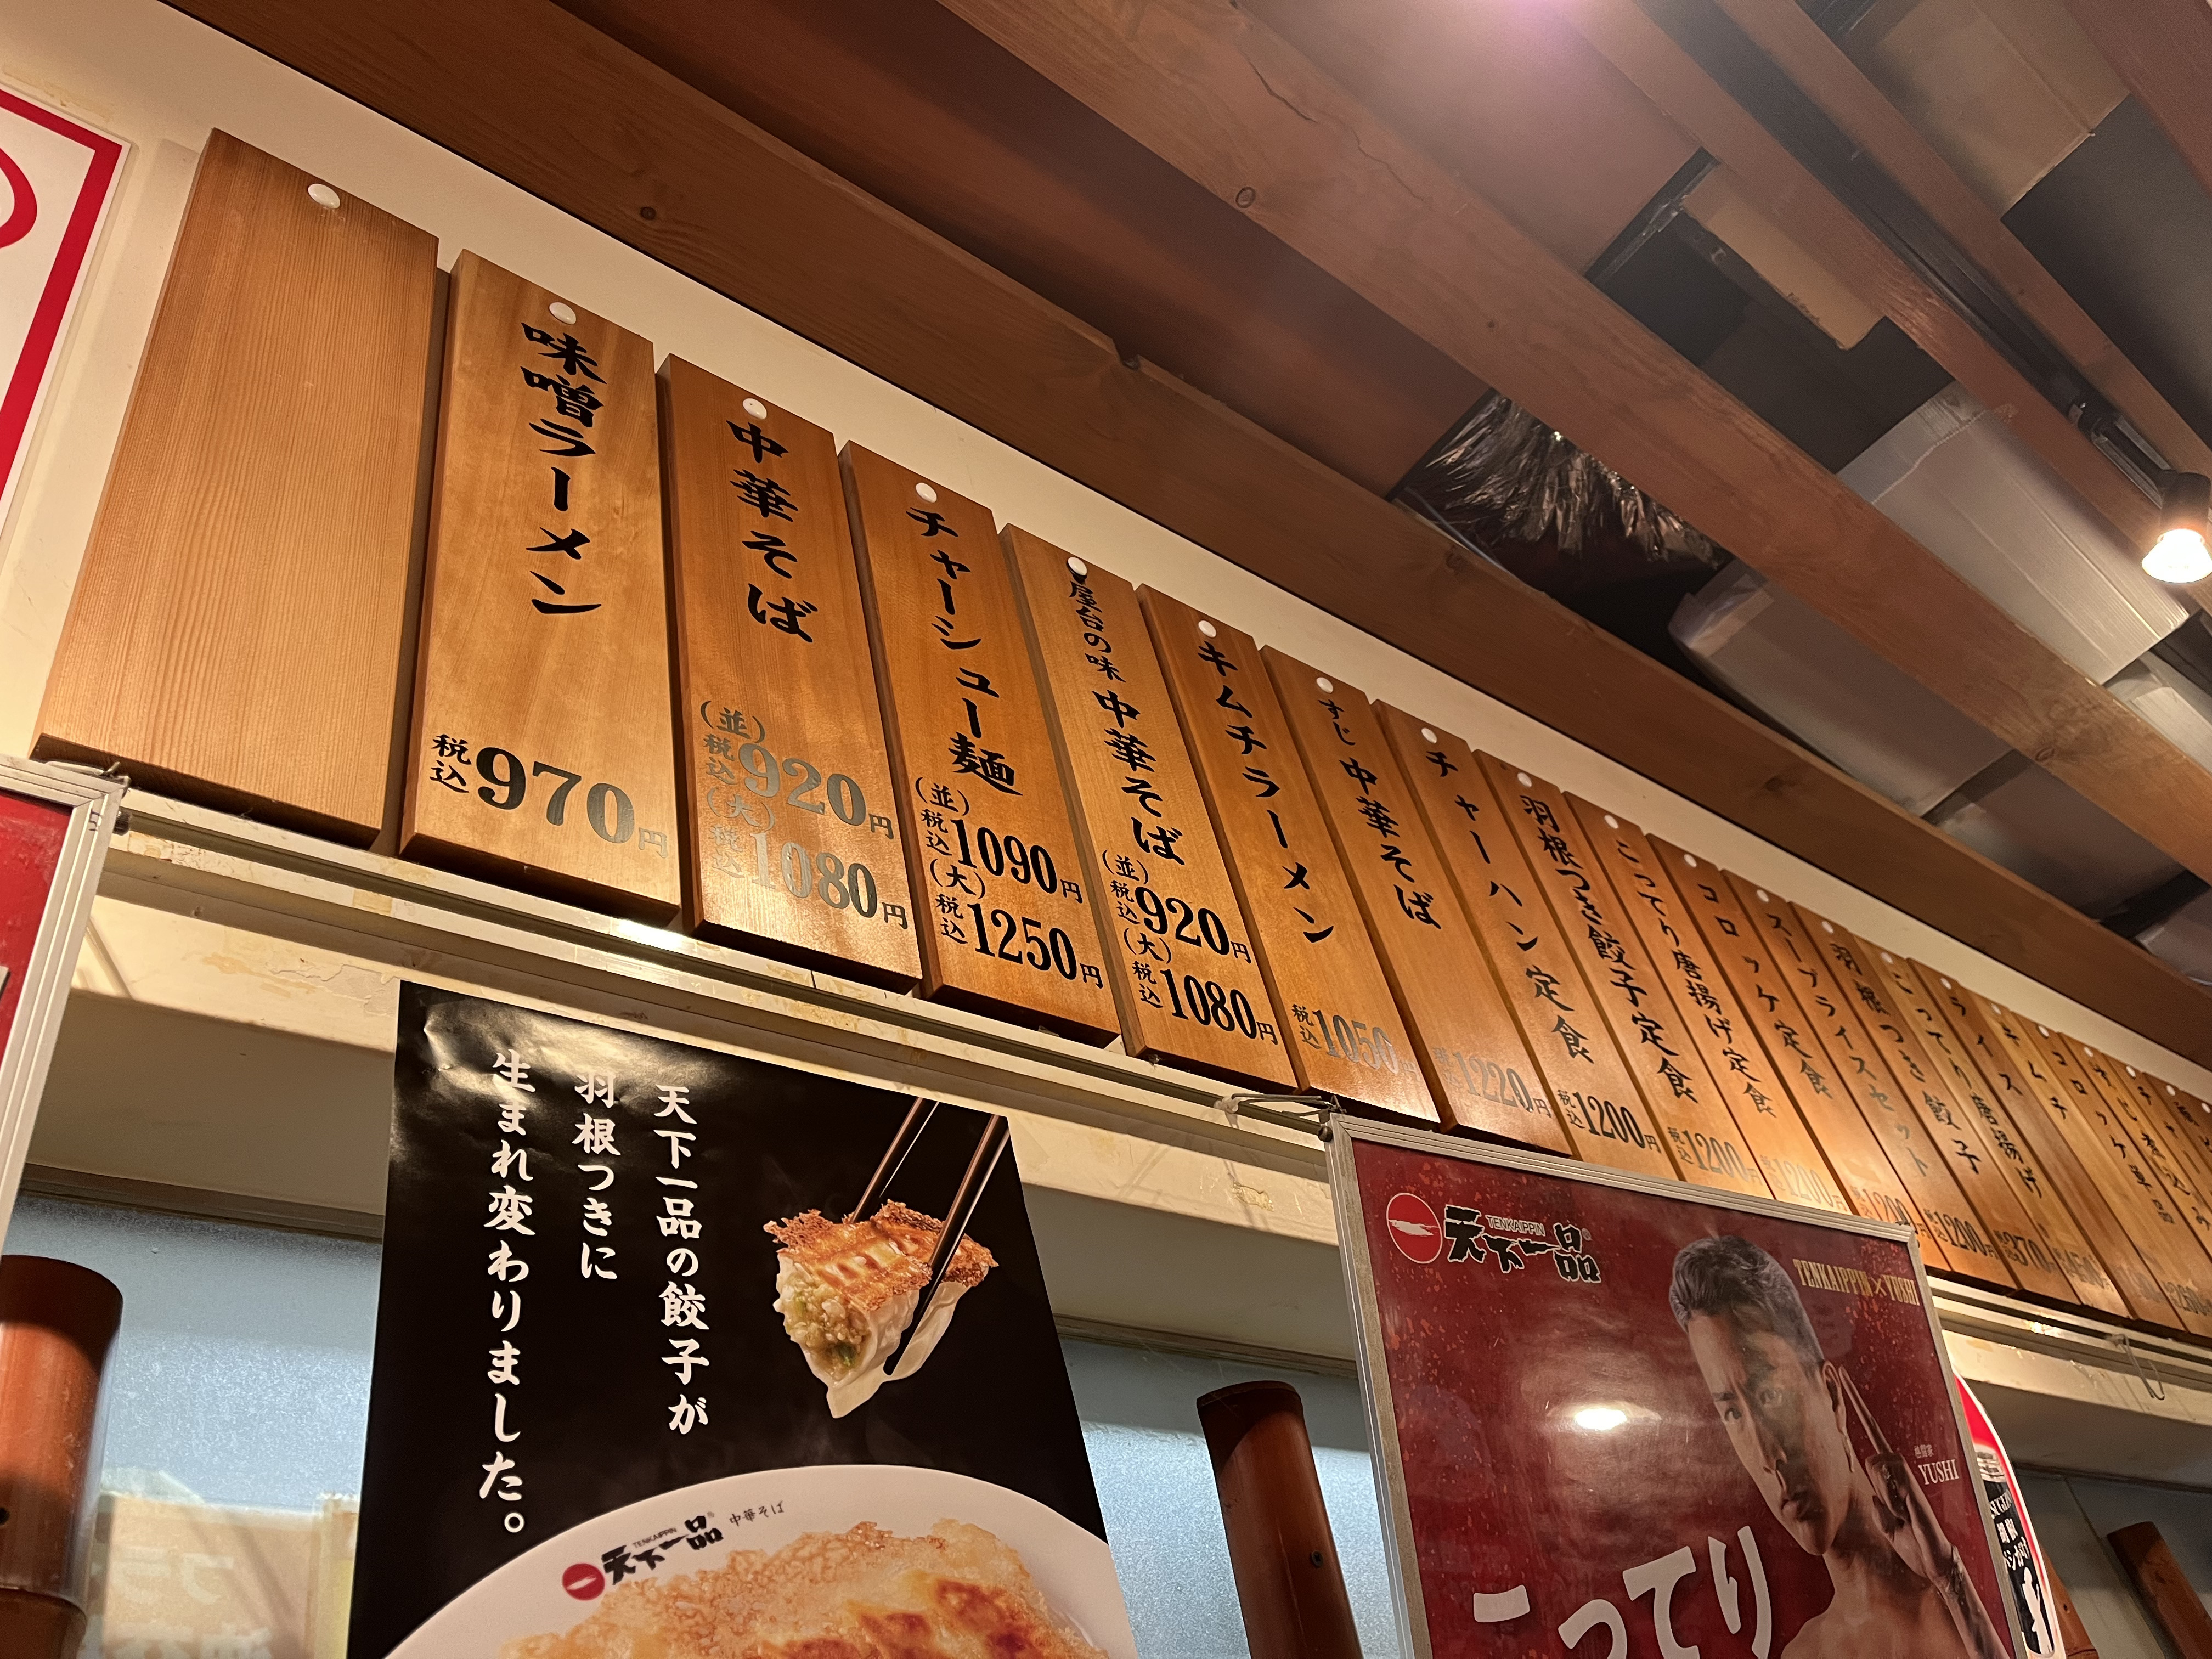 味噌ラーメン
税込970円
中華そば
(並)
税込920円
(大)
税込1080円
チャーシュー麺
(並)
税込1090円
(大)
税込1250円
屋台の味
中華そば
(並)
税込920円
(大)
税込1080円
キムチラーメン
税込1050円
すじ中華そば
税込1220円
チャーハン定食
税込1200円
羽根つき餃子定食
税込1200円
こってり唐揚げ定食
税込1200円
コロッケ定食
税込1200円
スープライスセット
羽根つき餃子
370
こってり唐揚げ
450
ライス
キムチ
コロッケ単品
天下一品の餃子が
羽根つきに
生まれ変わりました。
TENKAIPPIN
天下一品
中華そば
TENKAIPPIN
天下一品
TENKAIPPIN×YUSHI
格闘家
YUSHI
こってり